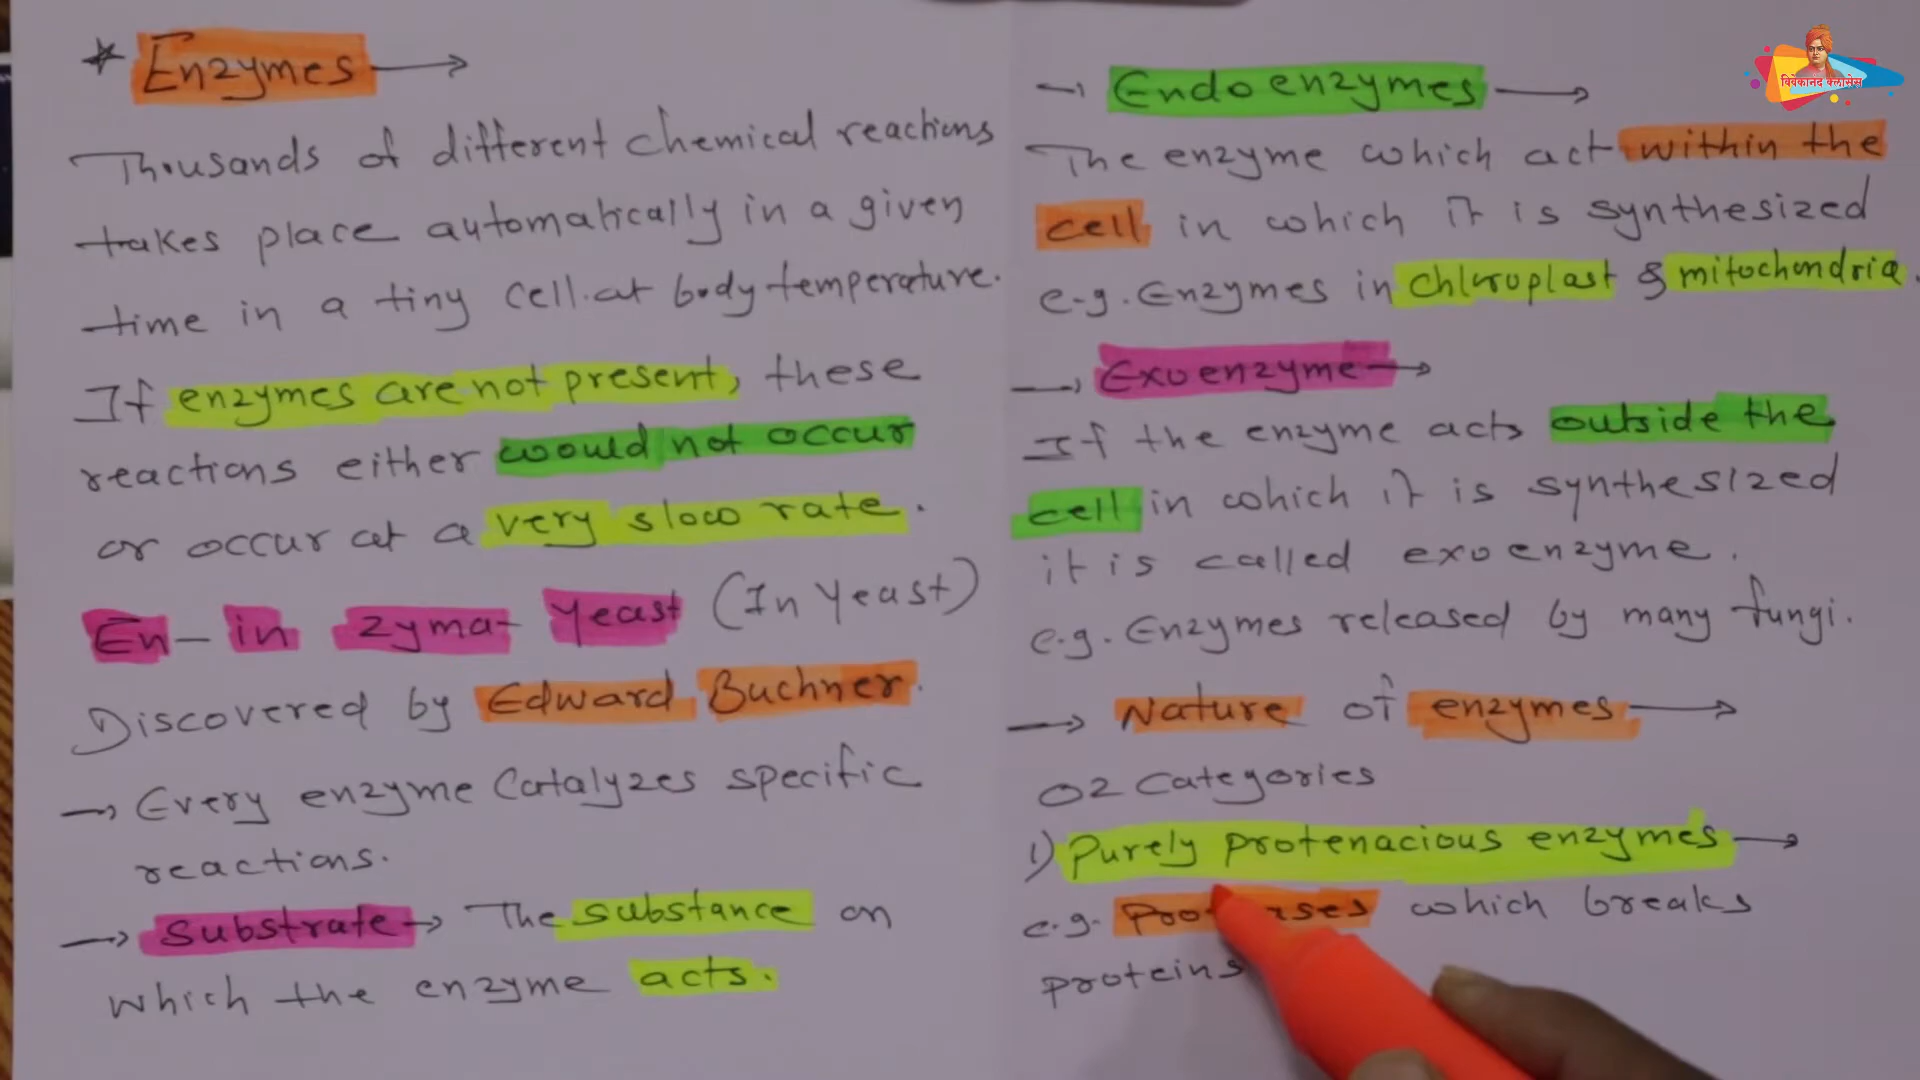 * Enzymes →
Thousands of different chemical reactions
takes place automatically in a given
time in a tiny cell. at body temperature.
If enzymes are not present, these
reactions either would not occur
or occur at a very slow rate.
En - in zyma - yeast (In Yeast)
Discovered by Edward Buchner.
→ Every enzyme catalyzes specific
reactions.
→ Substrate → The substance on
which the enzyme acts.
→ Endoenzymes →
The enzyme which act within the
cell in which it is synthesized
e.g. Enzymes in chloroplast & mitochondria.
→ Exoenzyme →
If the enzyme acts outside the
cell in which it is synthesized
it is called exoenzyme.
e.g. Enzymes released by many fungi.
→ Nature of enzymes →
02 Categories
1) Purely protenacious enzymes →
e.g. which breaks
proteins
विवेकानंद क्लासेस